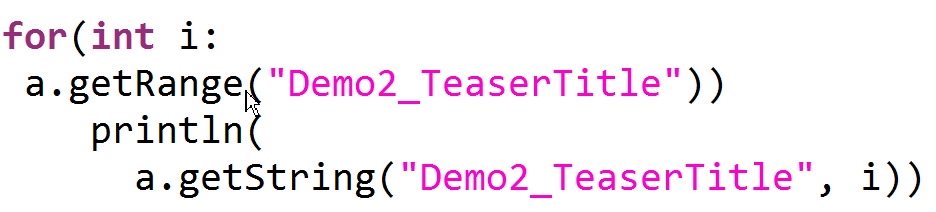 for(int i:
a.getRange("Demo2_TeaserTitle"))
println(
a.getString("Demo2_TeaserTitle", i))